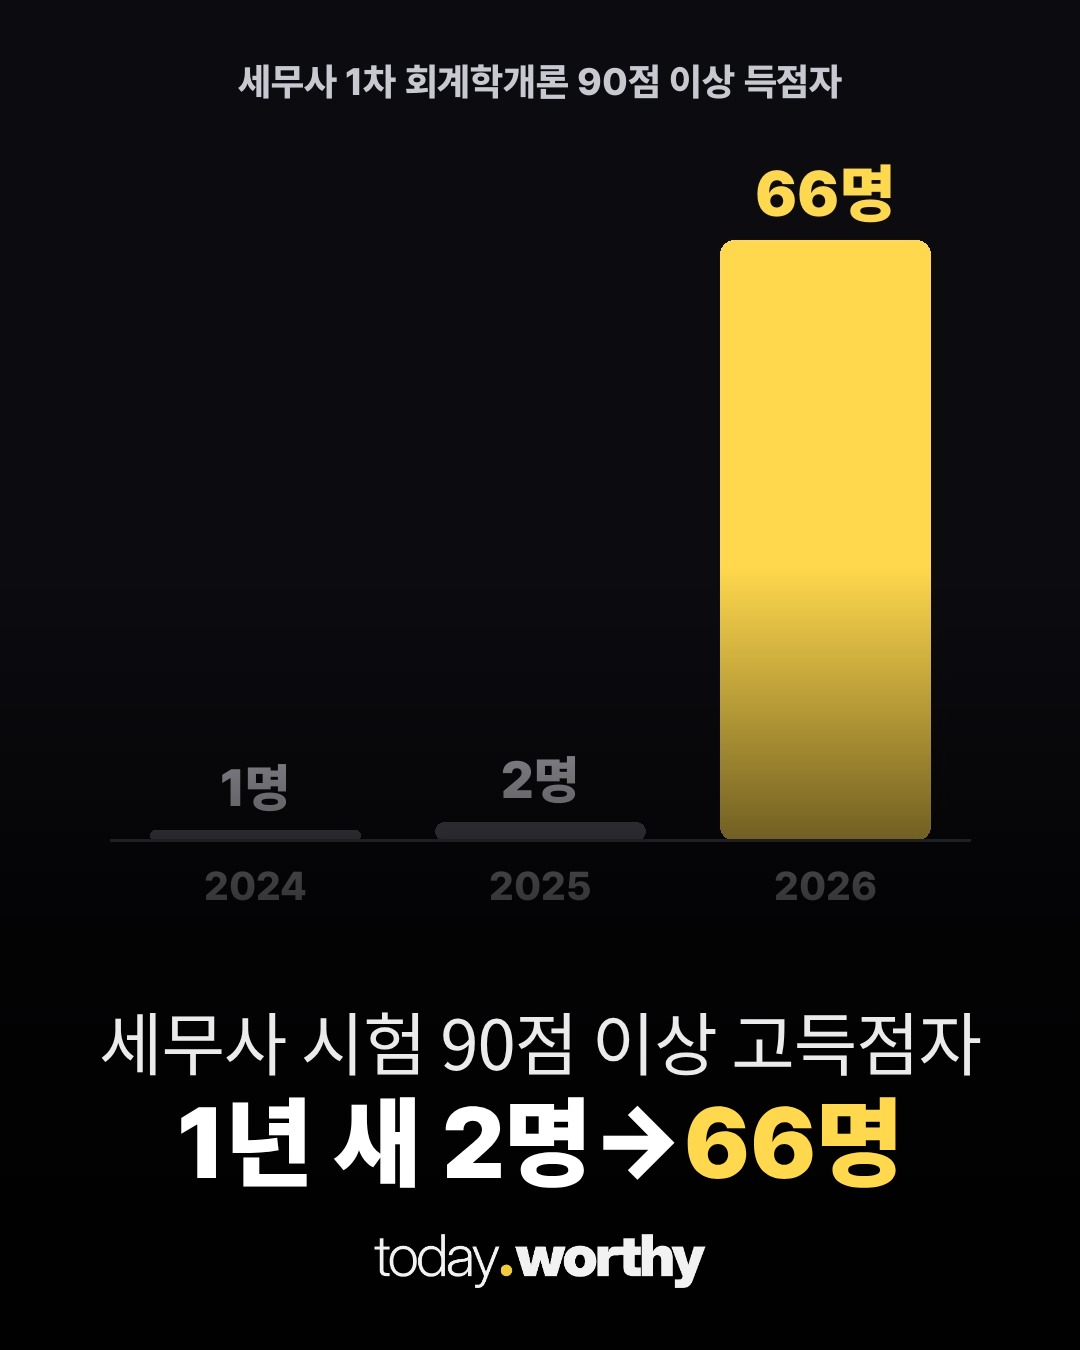 세무사 1차 회계학개론 90점 이상 득점자
66명
1명
2명
2024 2025 2026
세무사 시험 90점 이상 고득점자
1년 새 2명→66명
today.worthy